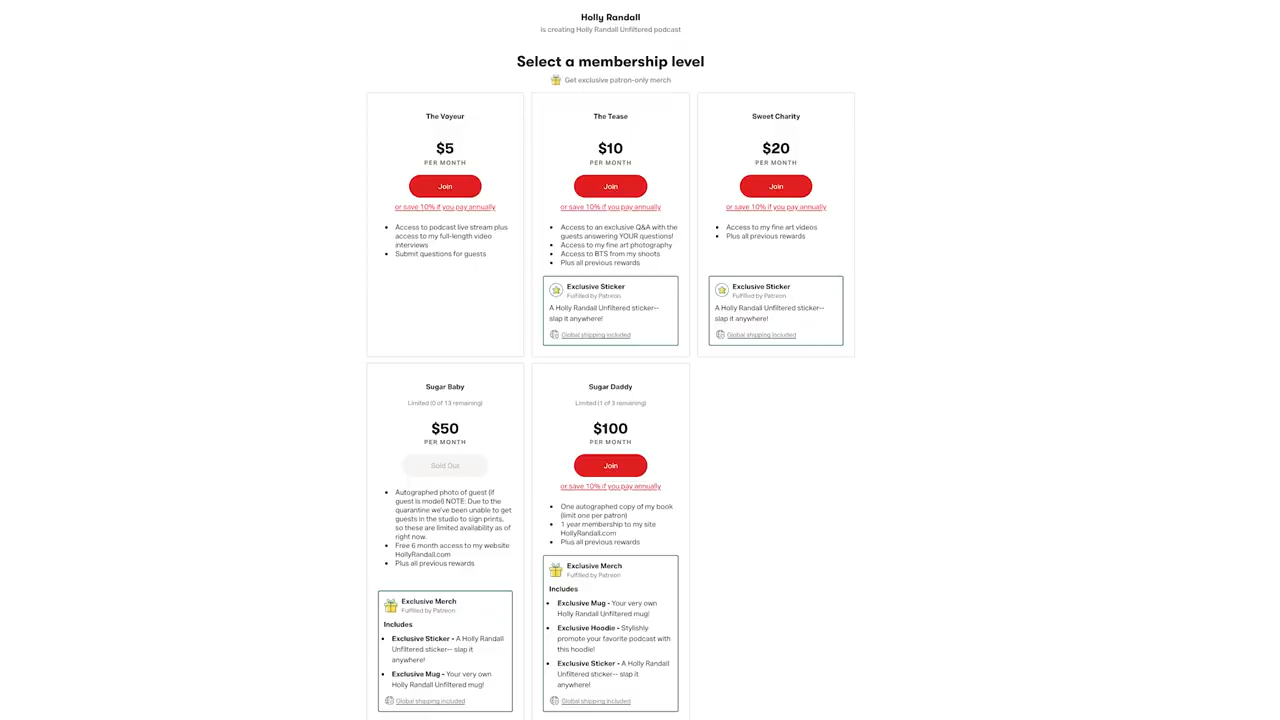 Holly Randall
is creating Holly Randall Unfiltered podcast
Select a membership level
Get exclusive patron-only merch
The Voyeur
$5
PER MONTH
Join
or save 10% if you pay annually
Access to podcast live stream plus
access to my full-length video
interviews
Submit questions for guests
The Tease
$10
PER MONTH
Join
or save 10% if you pay annually
Access to an exclusive Q&A with the
guests answering YOUR questions!
Access to my fine art photography
Access to BTS from my shoots
Plus all previous rewards
Exclusive Sticker
Fulfilled by Patreon
A Holly Randall Unfiltered sticker--
slap it anywhere!
Global shipping included
Sweet Charity
$20
PER MONTH
Join
or save 10% if you pay annually
Access to my fine art videos
Plus all previous rewards
Exclusive Sticker
Fulfilled by Patreon
A Holly Randall Unfiltered sticker--
slap it anywhere!
Global shipping included
Sugar Baby
Limited (0 of 13 remaining)
$50
PER MONTH
Sold Out
Autographed photo of guest (if
guest is model) NOTE: Due to the
quarantine we've been unable to get
guests in the studio to sign prints,
so these are limited availability as of
right now.
Free 6 month access to my website
HollyRandall.com
Plus all previous rewards
Exclusive Merch
Fulfilled by Patreon
Includes
Exclusive Sticker - A Holly Randall
Unfiltered sticker-- slap it
anywhere!
Exclusive Mug - Your very own
Holly Randall Unfiltered mug!
Global shipping included
Sugar Daddy
Limited (1 of 3 remaining)
$100
PER MONTH
Join
or save 10% if you pay annually
One autographed copy of my book
(limit one per patron)
1 year membership to my site
HollyRandall.com
Plus all previous rewards
Exclusive Merch
Fulfilled by Patreon
Includes
Exclusive Mug - Your very own
Holly Randall Unfiltered mug!
Exclusive Hoodie - Stylishly
promote your favorite podcast with
this hoodie!
Exclusive Sticker - A Holly Randall
Unfiltered sticker-- slap it
anywhere!
Global shipping included